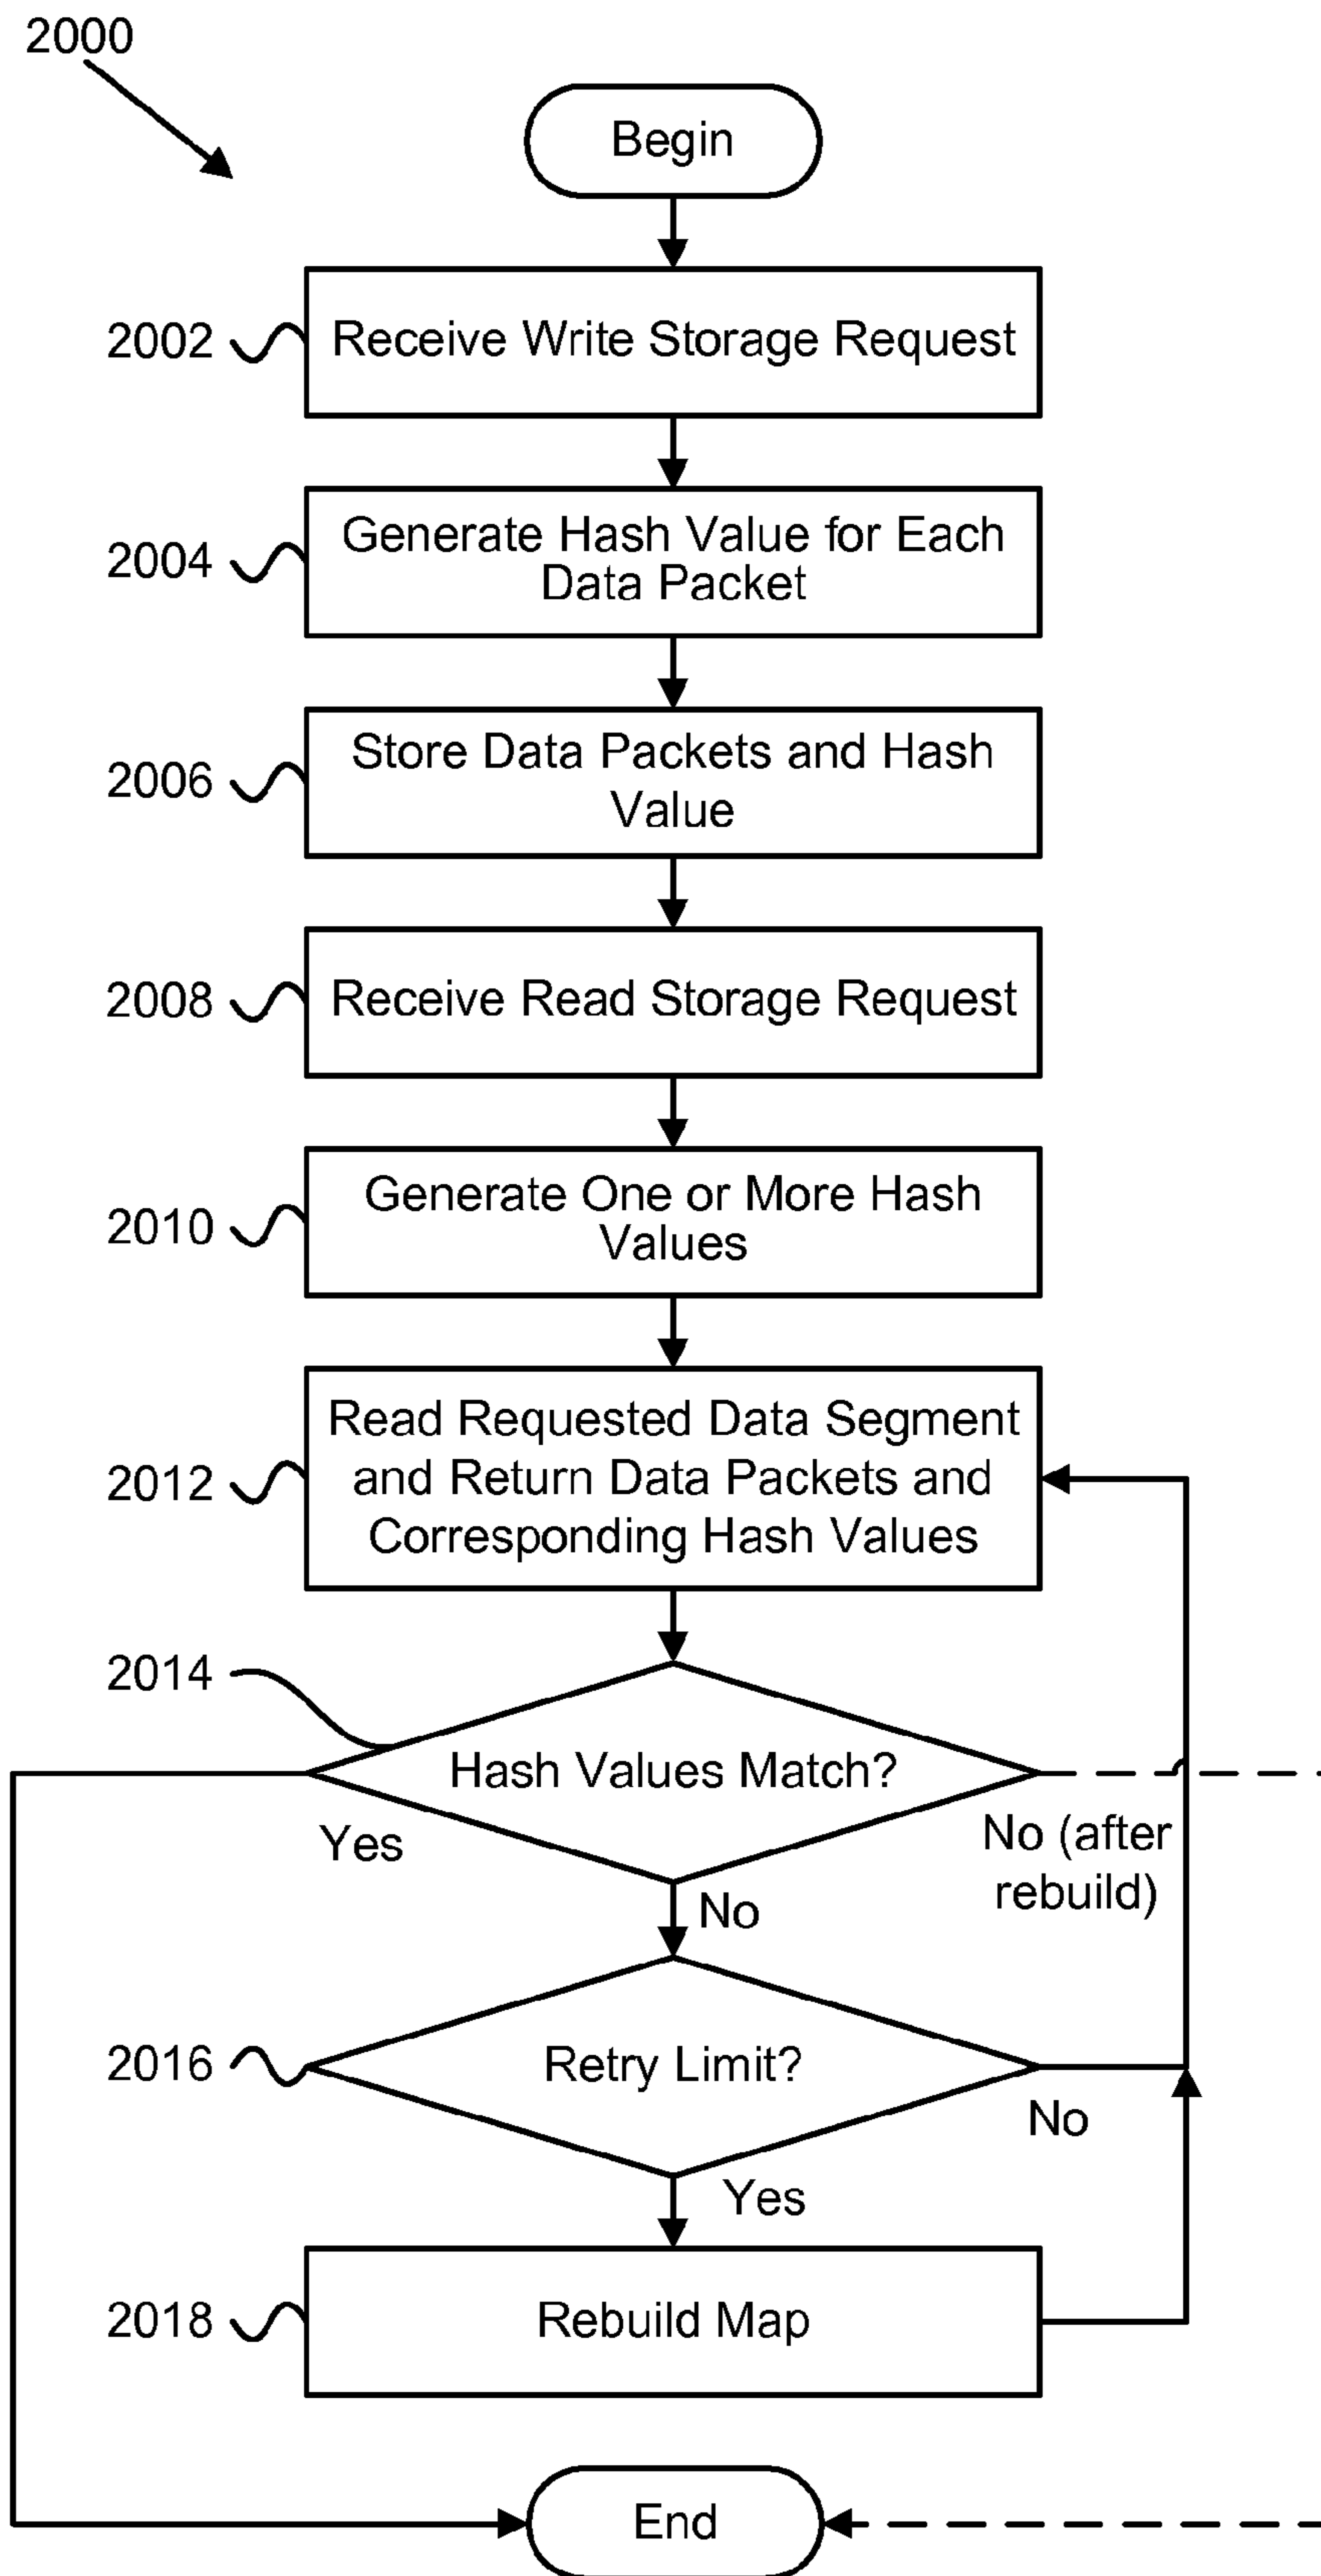 2000
Begin
2002
Receive Write Storage Request
2004
Generate Hash Value for Each
Data Packet
2006
Store Data Packets and Hash
Value
2008
Receive Read Storage Request
2010
Generate One or More Hash
Values
2012
Read Requested Data Segment
and Return Data Packets and
Corresponding Hash Values
2014
Hash Values Match?
Yes
No (after
rebuild)
No
2016
Retry Limit?
No
Yes
2018
Rebuild Map
End